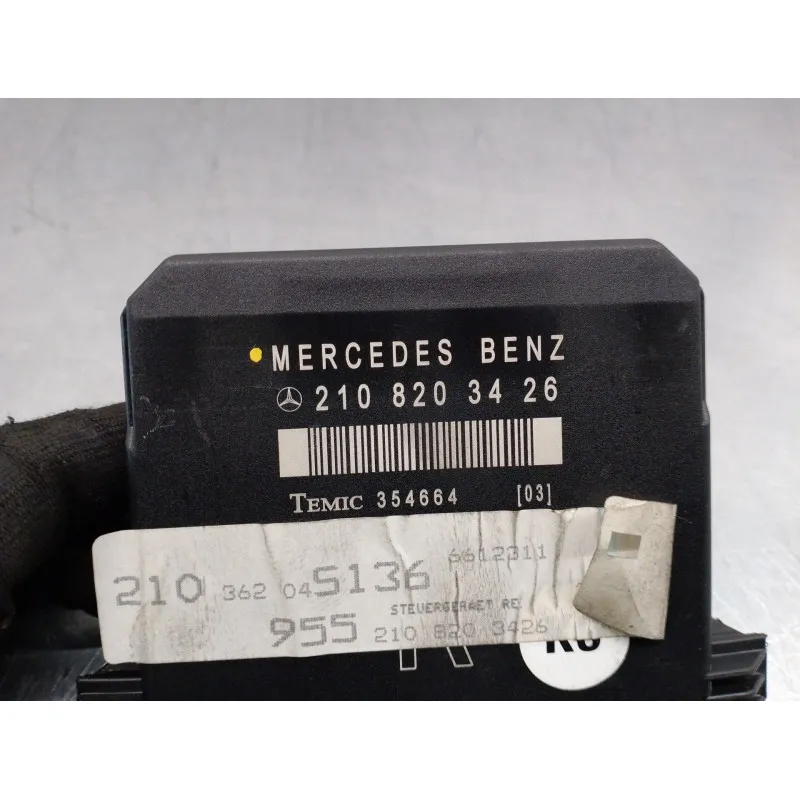 MERCEDES BENZ
210 820 34 26
TEMIC 354664 [03]
6612311
210 362 04 S136
STEUERGERAET RE
955 210 820 3426